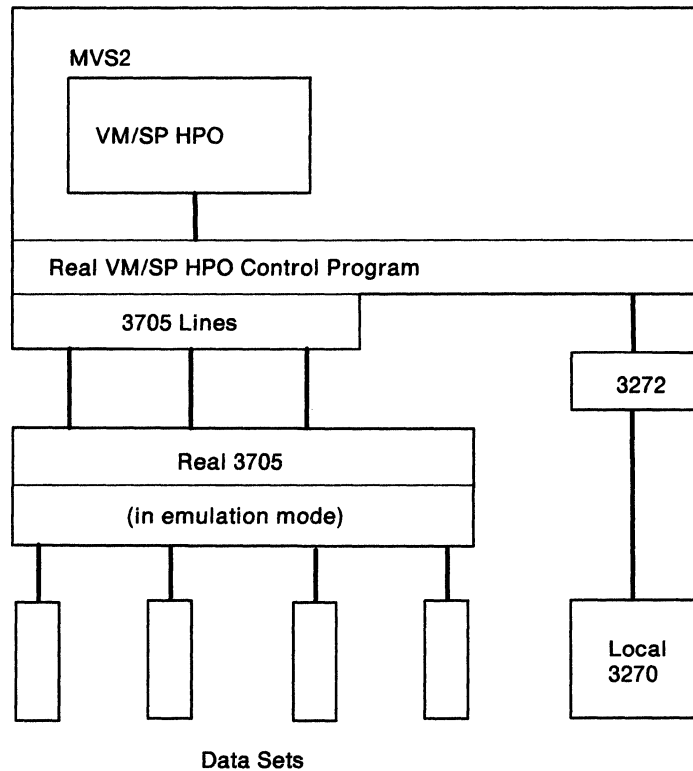 MVS2
VM/SP HPO
Real VM/SP HPO Control Program
3705 Lines
3272
Real 3705
(in emulation mode)
Local
3270
Data Sets